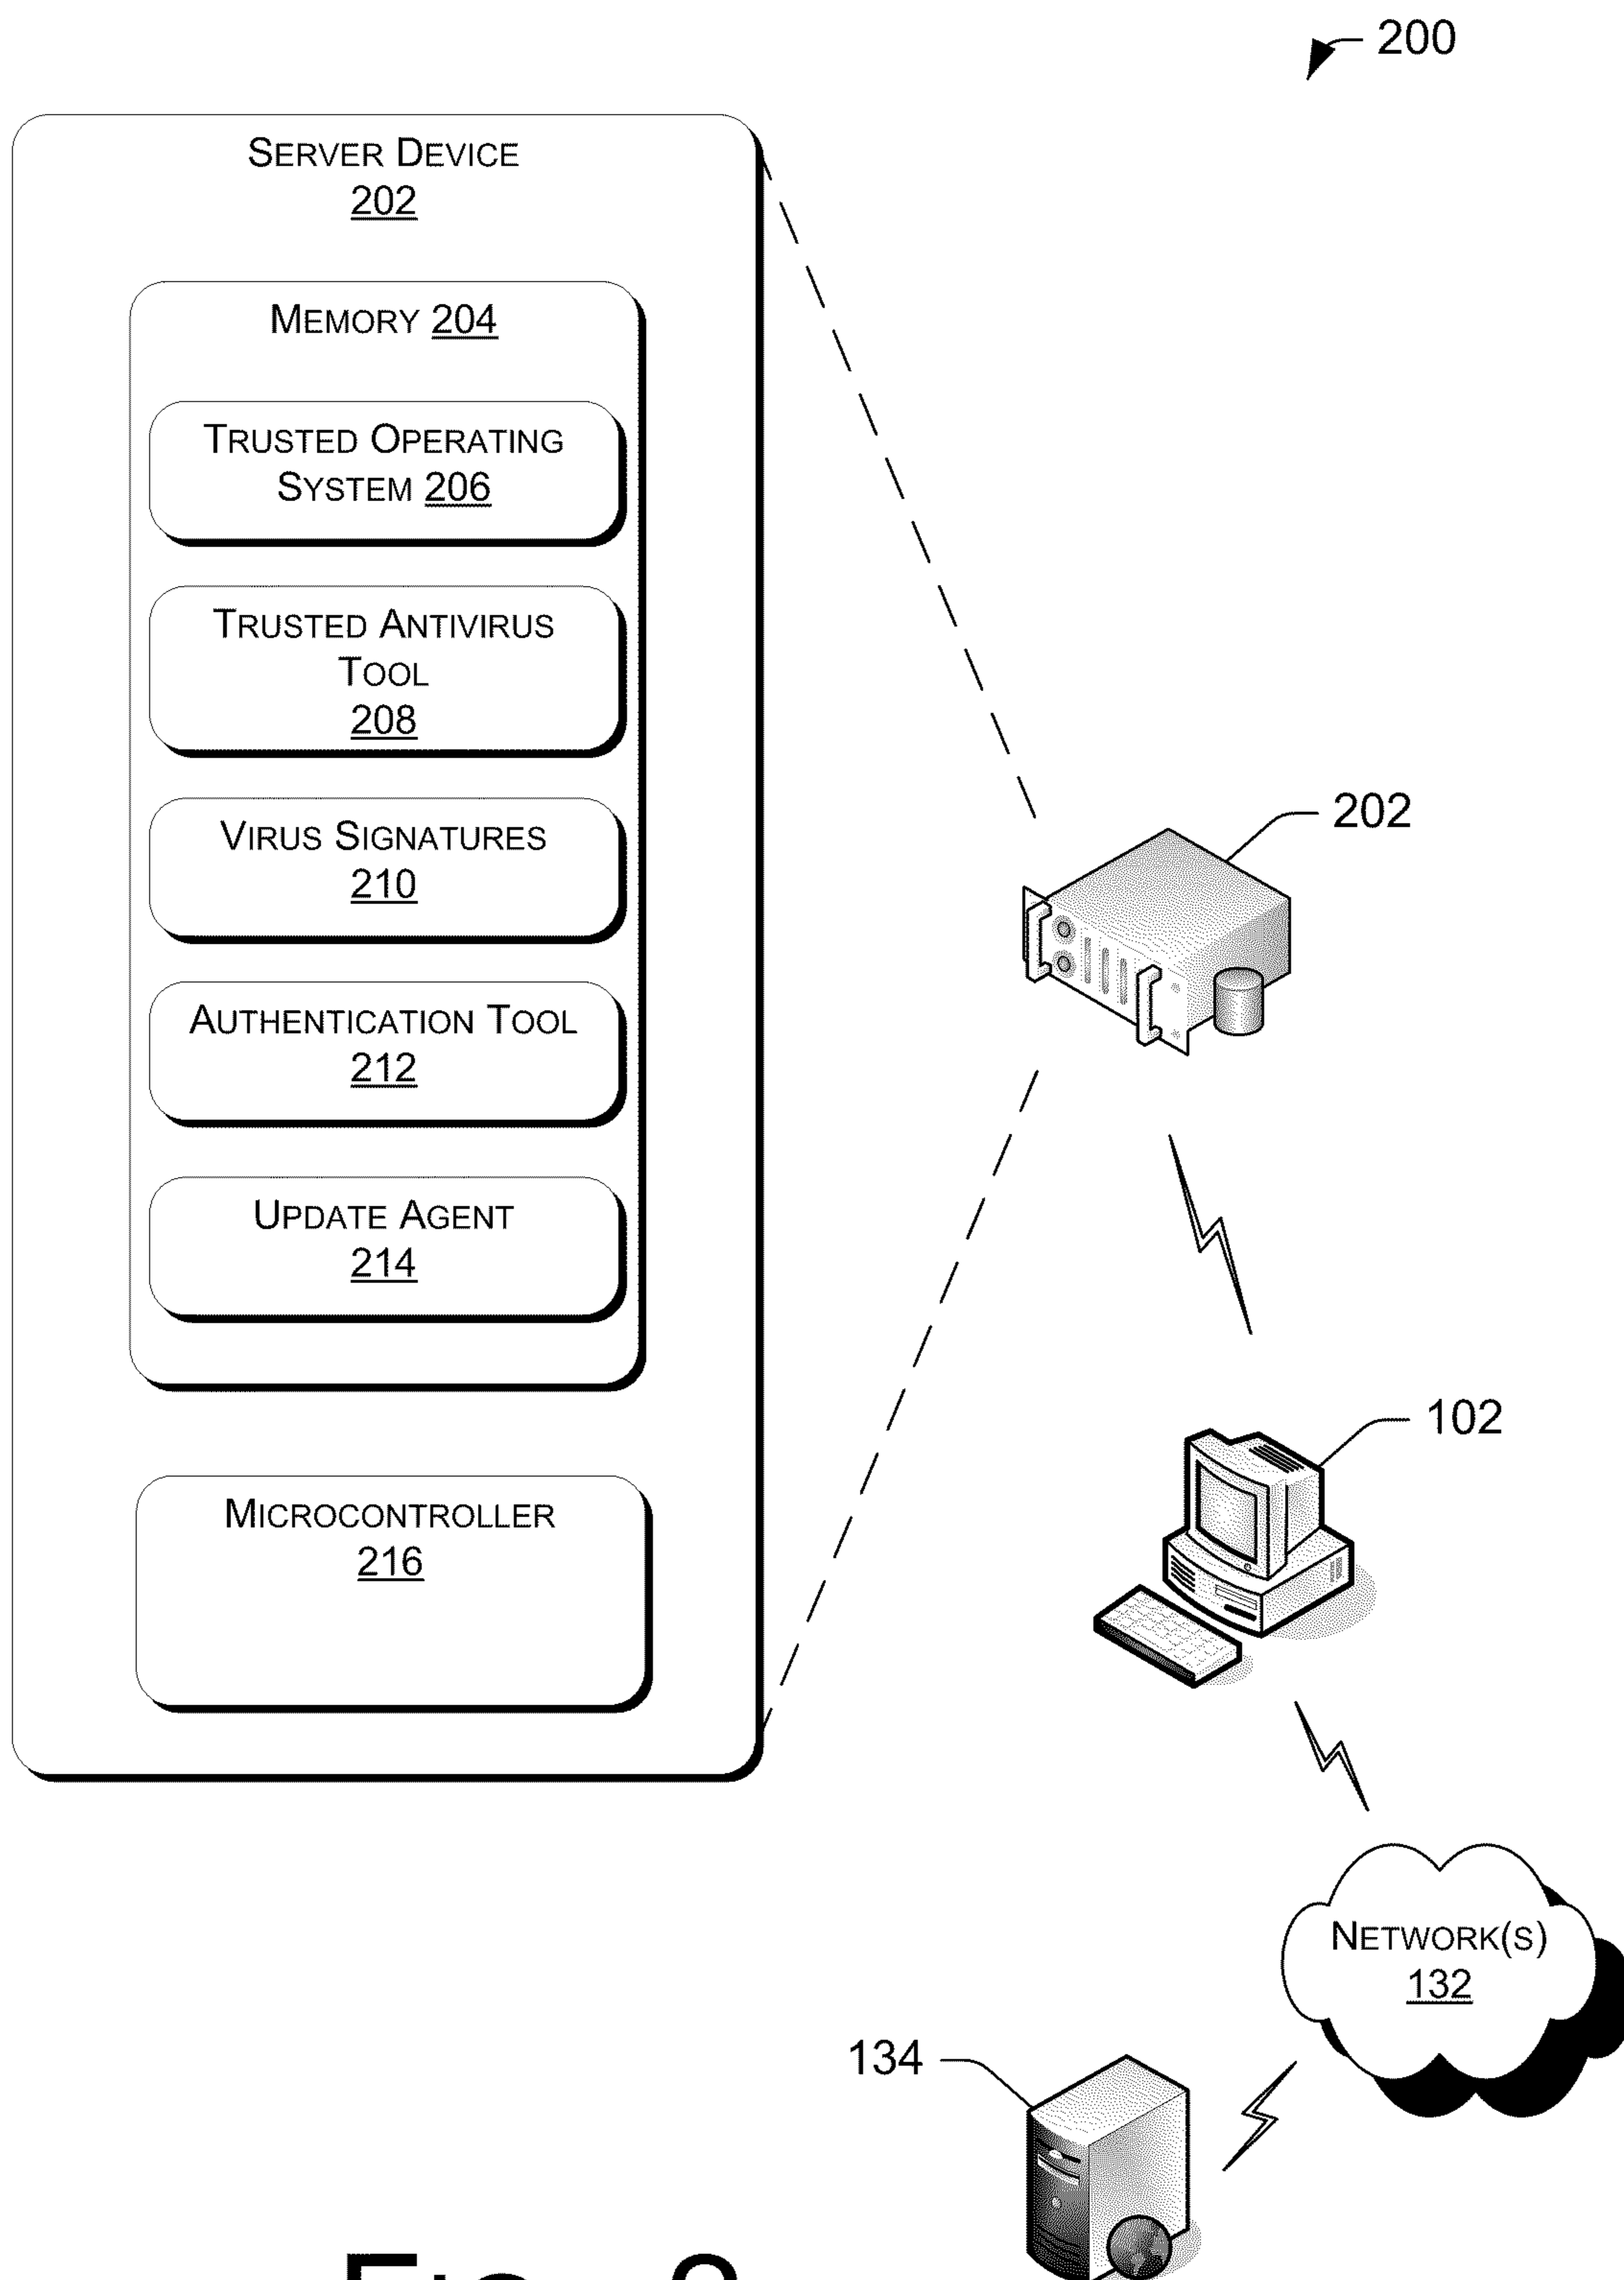 200
SERVER DEVICE
202
MEMORY 204
TRUSTED OPERATING
SYSTEM 206
TRUSTED ANTIVIRUS
TOOL
208
VIRUS SIGNATURES
210
AUTHENTICATION TOOL
212
UPDATE AGENT
214
MICROCONTROLLER
216
202
102
NETWORK(S)
132
134